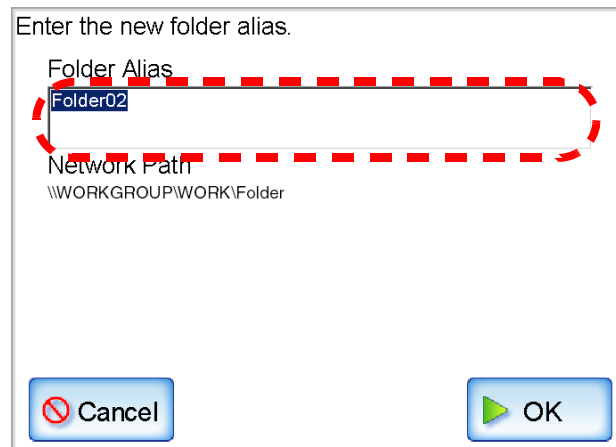 Enter the new folder alias.
Folder Alias
Folder02
Network Path
\\WORKGROUP\WORK\Folder
Cancel
OK